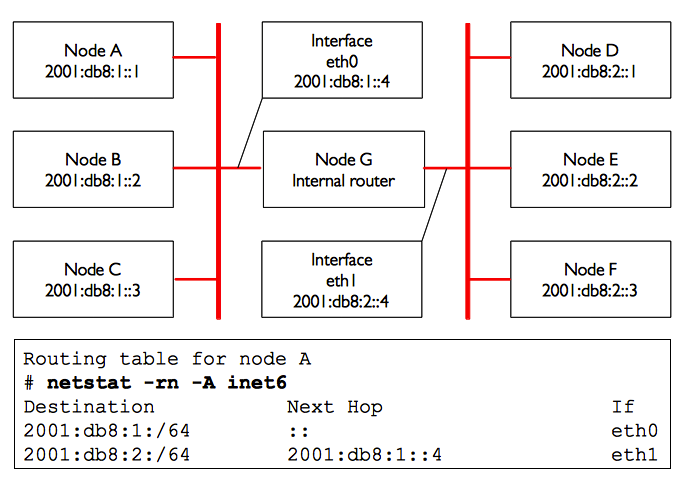 Node A
2001:db8:1::1
Interface
eth0
2001:db8:1::4
Node D
2001:db8:2::1
Node B
2001:db8:1::2
Node G
Internal router
Node E
2001:db8:2::2
Node C
2001:db8:1::3
Interface
eth1
2001:db8:2::4
Node F
2001:db8:2::3
Routing table for node A
# netstat -rn -A inet6
Destination Next Hop If
2001:db8:1:/64 :: eth0
2001:db8:2:/64 2001:db8:1::4 eth1